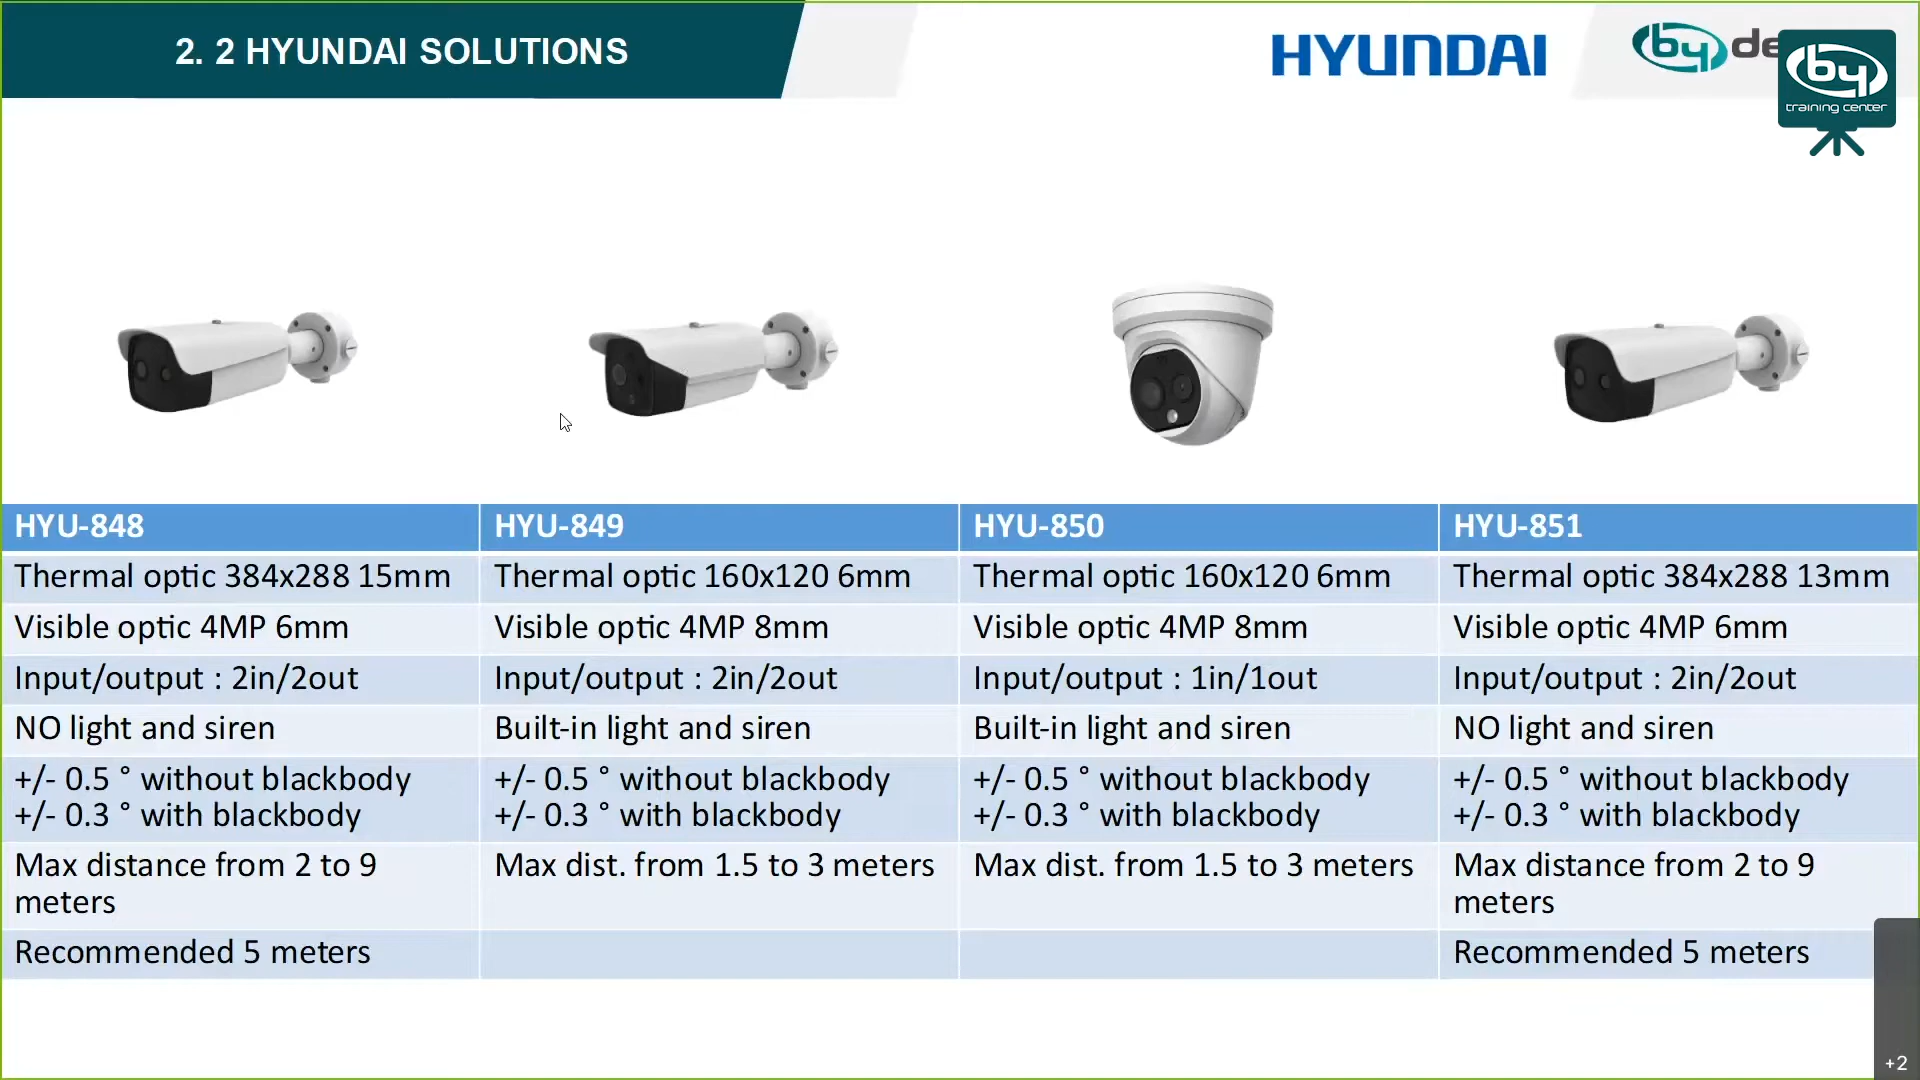 2. 2 HYUNDAI SOLUTIONS
HYUNDAI
by de
by
training center
HYU-848 HYU-849 HYU-850 HYU-851
Thermal optic 384x288 15mm Thermal optic 160x120 6mm Thermal optic 160x120 6mm Thermal optic 384x288 13mm
Visible optic 4MP 6mm Visible optic 4MP 8mm Visible optic 4MP 8mm Visible optic 4MP 6mm
Input/output : 2in/2out Input/output : 2in/2out Input/output : 1in/1out Input/output : 2in/2out
NO light and siren Built-in light and siren Built-in light and siren NO light and siren
+/- 0.5 ° without blackbody +/- 0.5 ° without blackbody +/- 0.5 ° without blackbody +/- 0.5 ° without blackbody
+/- 0.3 ° with blackbody +/- 0.3 ° with blackbody +/- 0.3 ° with blackbody +/- 0.3 ° with blackbody
Max distance from 2 to 9 Max dist. from 1.5 to 3 meters Max dist. from 1.5 to 3 meters Max distance from 2 to 9
meters meters
Recommended 5 meters Recommended 5 meters
+2